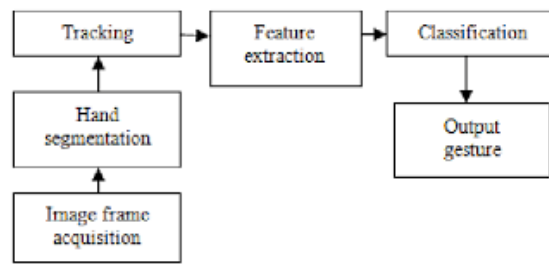 Tracking
Feature
extraction
Classification
Hand
segmentation
Output
gesture
Image frame
acquisition